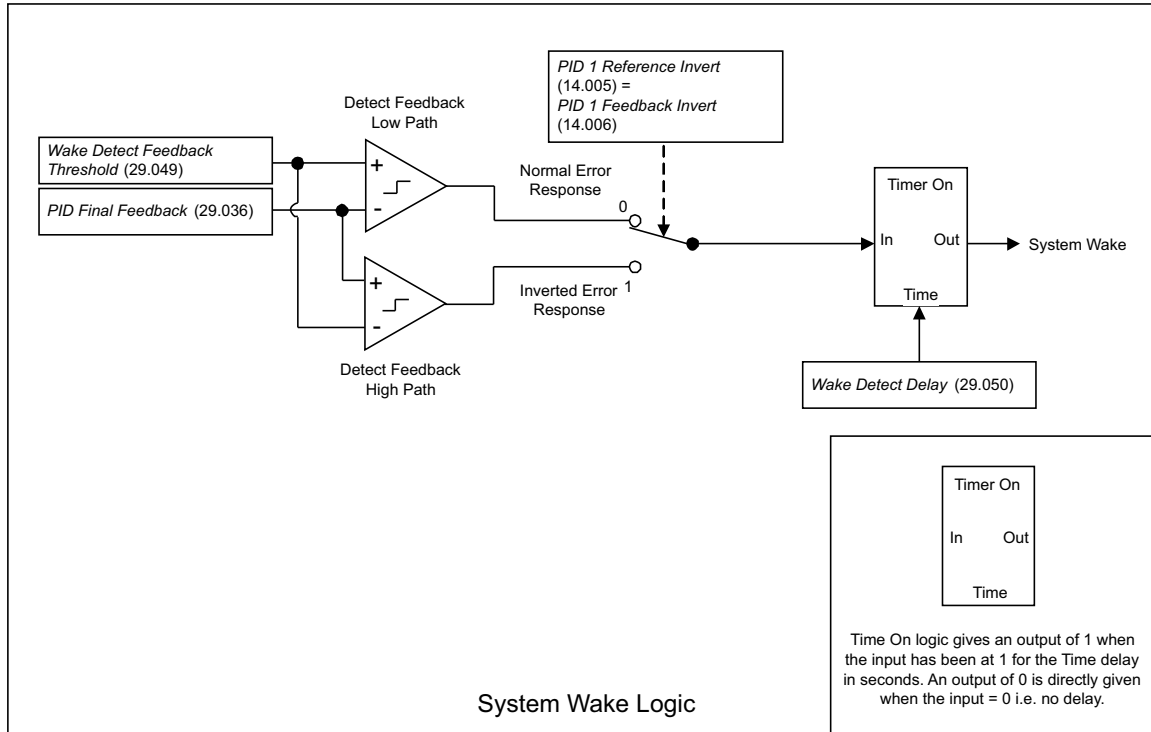 PID 1 Reference Invert
(14.005) =
PID 1 Feedback Invert
(14.006)
Detect Feedback
Low Path
Wake Detect Feedback
Threshold (29.049)
PID Final Feedback (29.036)
+
-
Normal Error
Response
0
+
-
Inverted Error
Response
1
Detect Feedback
High Path
Timer On
In Out
Time
System Wake
Wake Detect Delay (29.050)
Timer On
In Out
Time
Time On logic gives an output of 1 when
the input has been at 1 for the Time delay
in seconds. An output of 0 is directly given
when the input = 0 i.e. no delay.
System Wake Logic